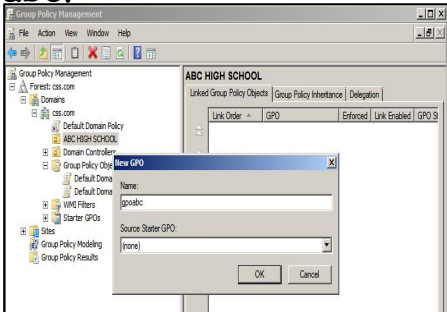 abc.
Group Policy Management
File Action View Window Help
Group Policy Management
Forest: css.com
Domains
css.com
Default Domain Policy
ABC HIGH SCHOOL
Domain Controllers
Group Policy Obje
Default Doma
Default Doma
WMI Filters
Starter GPOs
Sites
Group Policy Modeling
Group Policy Results
ABC HIGH SCHOOL
Linked Group Policy Objects Group Policy Inheritance Delegation
Link Order GPO Enforced Link Enabled GPO St
New GPO
Name:
gpoabc
Source Starter GPO:
(none)
OK Cancel